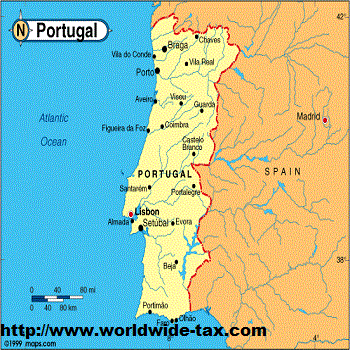 N Portugal
Chaves
Braga
Vila do Conde
Vila Real
Porto
Aveiro
Viseu
Guarda
Madrid
Atlantic
Ocean
Figueira da Foz
Coimbra
Castelo
Branco
PORTUGAL
SPAIN
Santarém
Portalegre
Lisbon
Almada
Setúbal
Evora
38
Beja
0 40 80 mi
0 40 80 km
Portimão
Faro
Olhão
36
http://www.worldwide-tax.com
©1999 maps.com